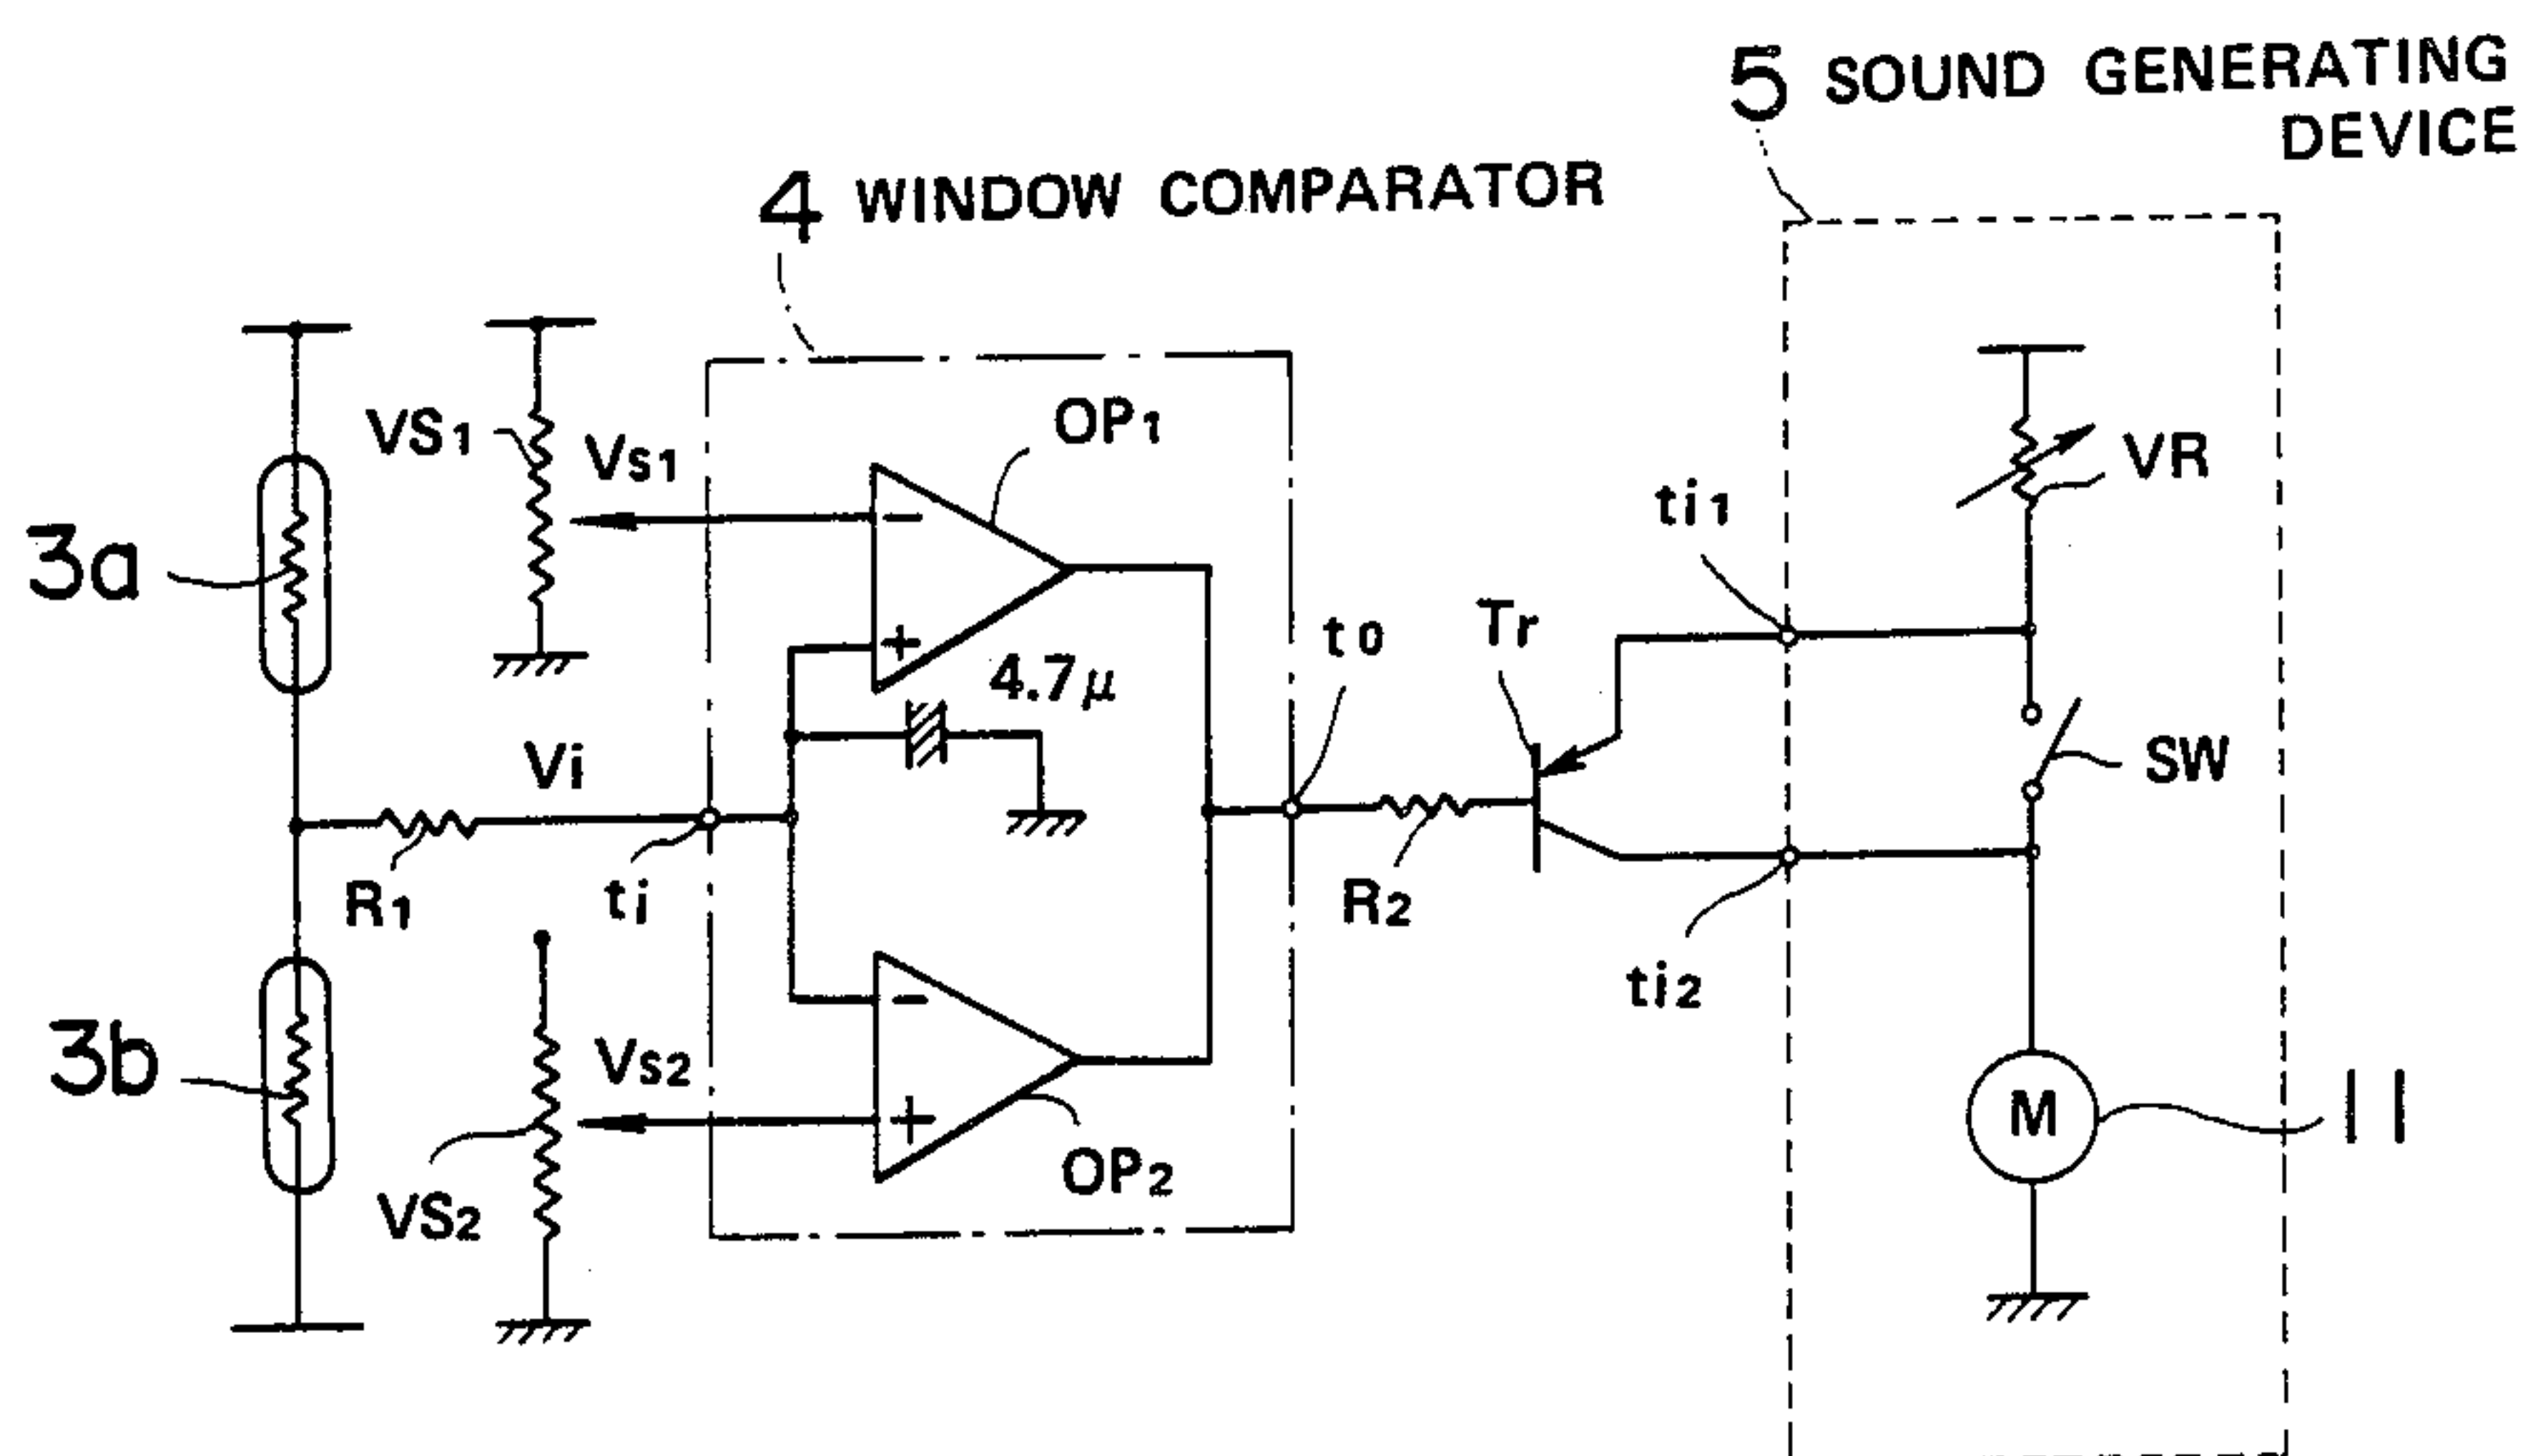 5 SOUND GENERATING
DEVICE
4 WINDOW COMPARATOR
VS1
Vs1
OP1
VR
3a
ti1
t0
Tr
4.7μ
Vi
SW
R1
ti
R2
ti2
3b
Vs2
VS2
OP2
M
11
−
+
−
+